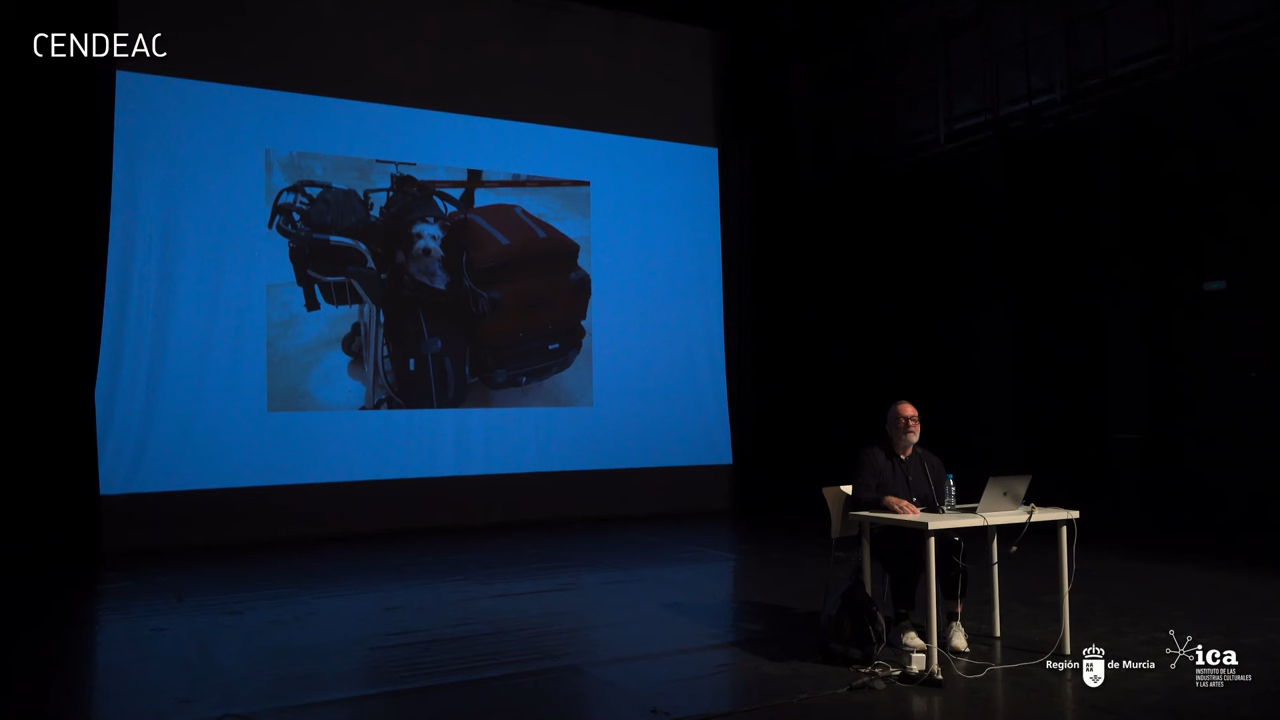 CENDEAC
Región de Murcia
ica
INSTITUTO DE LAS
INDUSTRIAS CULTURALES
Y LAS ARTES